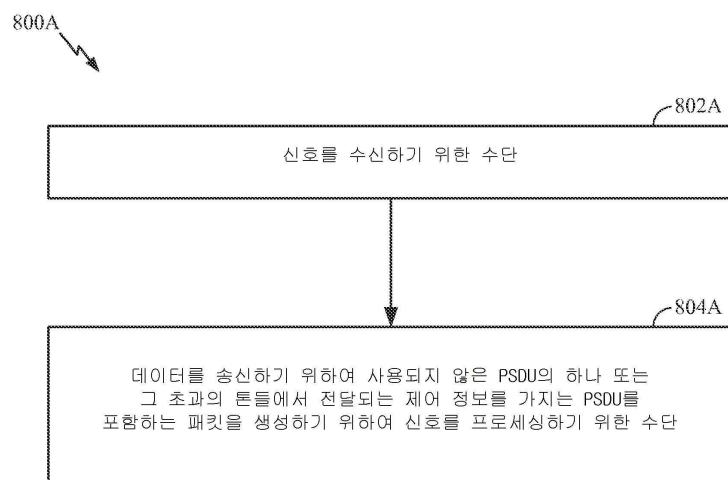 800A
802A
신호를 수신하기 위한 수단
804A
데이터를 송신하기 위하여 사용되지 않은 PSDU의 하나 또는
그 초과의 톤들에서 전달되는 제어 정보를 가지는 PSDU를
포함하는 패킷을 생성하기 위하여 신호를 프로세싱하기 위한 수단